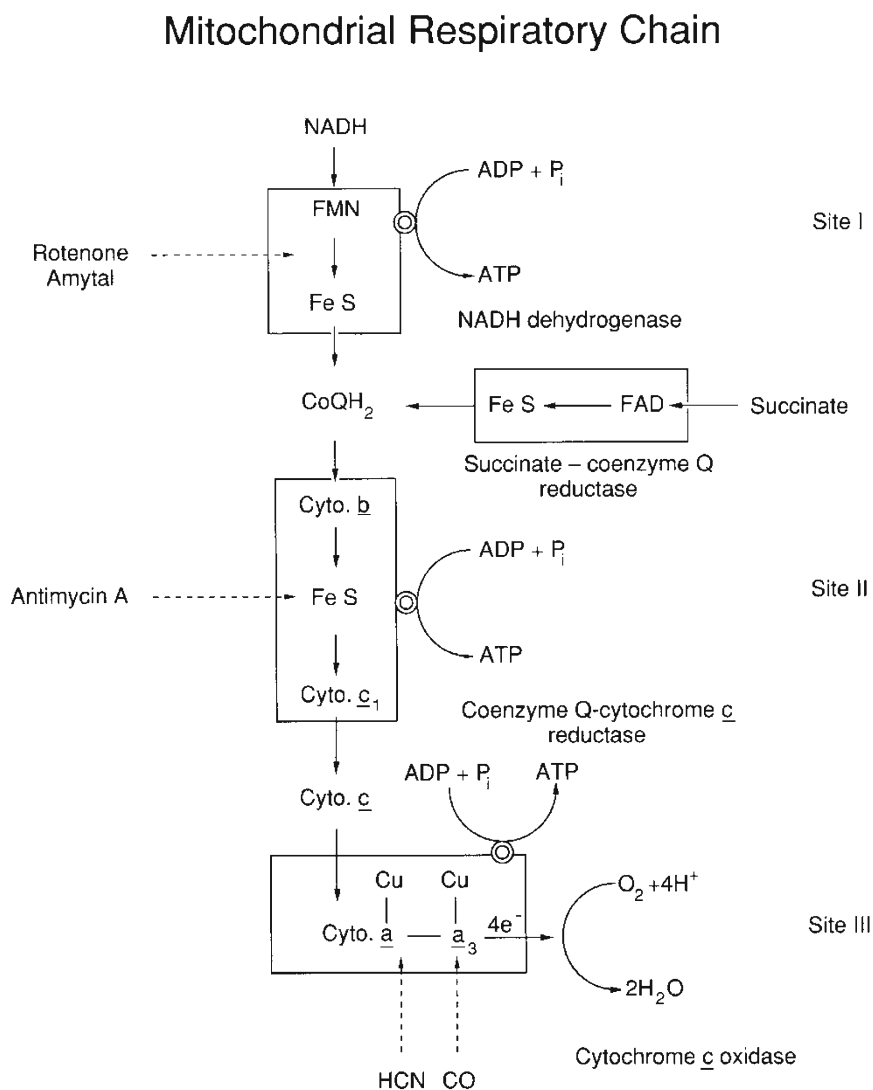 Mitochondrial Respiratory Chain
NADH
ADP + Pi
FMN
Site I
Rotenone
Amytal
ATP
Fe S
NADH dehydrogenase
CoQH2
Fe S
FAD
Succinate
Succinate – coenzyme Q
reductase
Cyto. b
ADP + Pi
Antimycin A
Fe S
Site II
ATP
Cyto. c1
Coenzyme Q-cytochrome c
reductase
ADP + Pi
ATP
Cyto. c
Cu
Cu
O2 +4H+
Cyto. a
a3
4e-
Site III
2H2O
Cytochrome c oxidase
HCN
CO